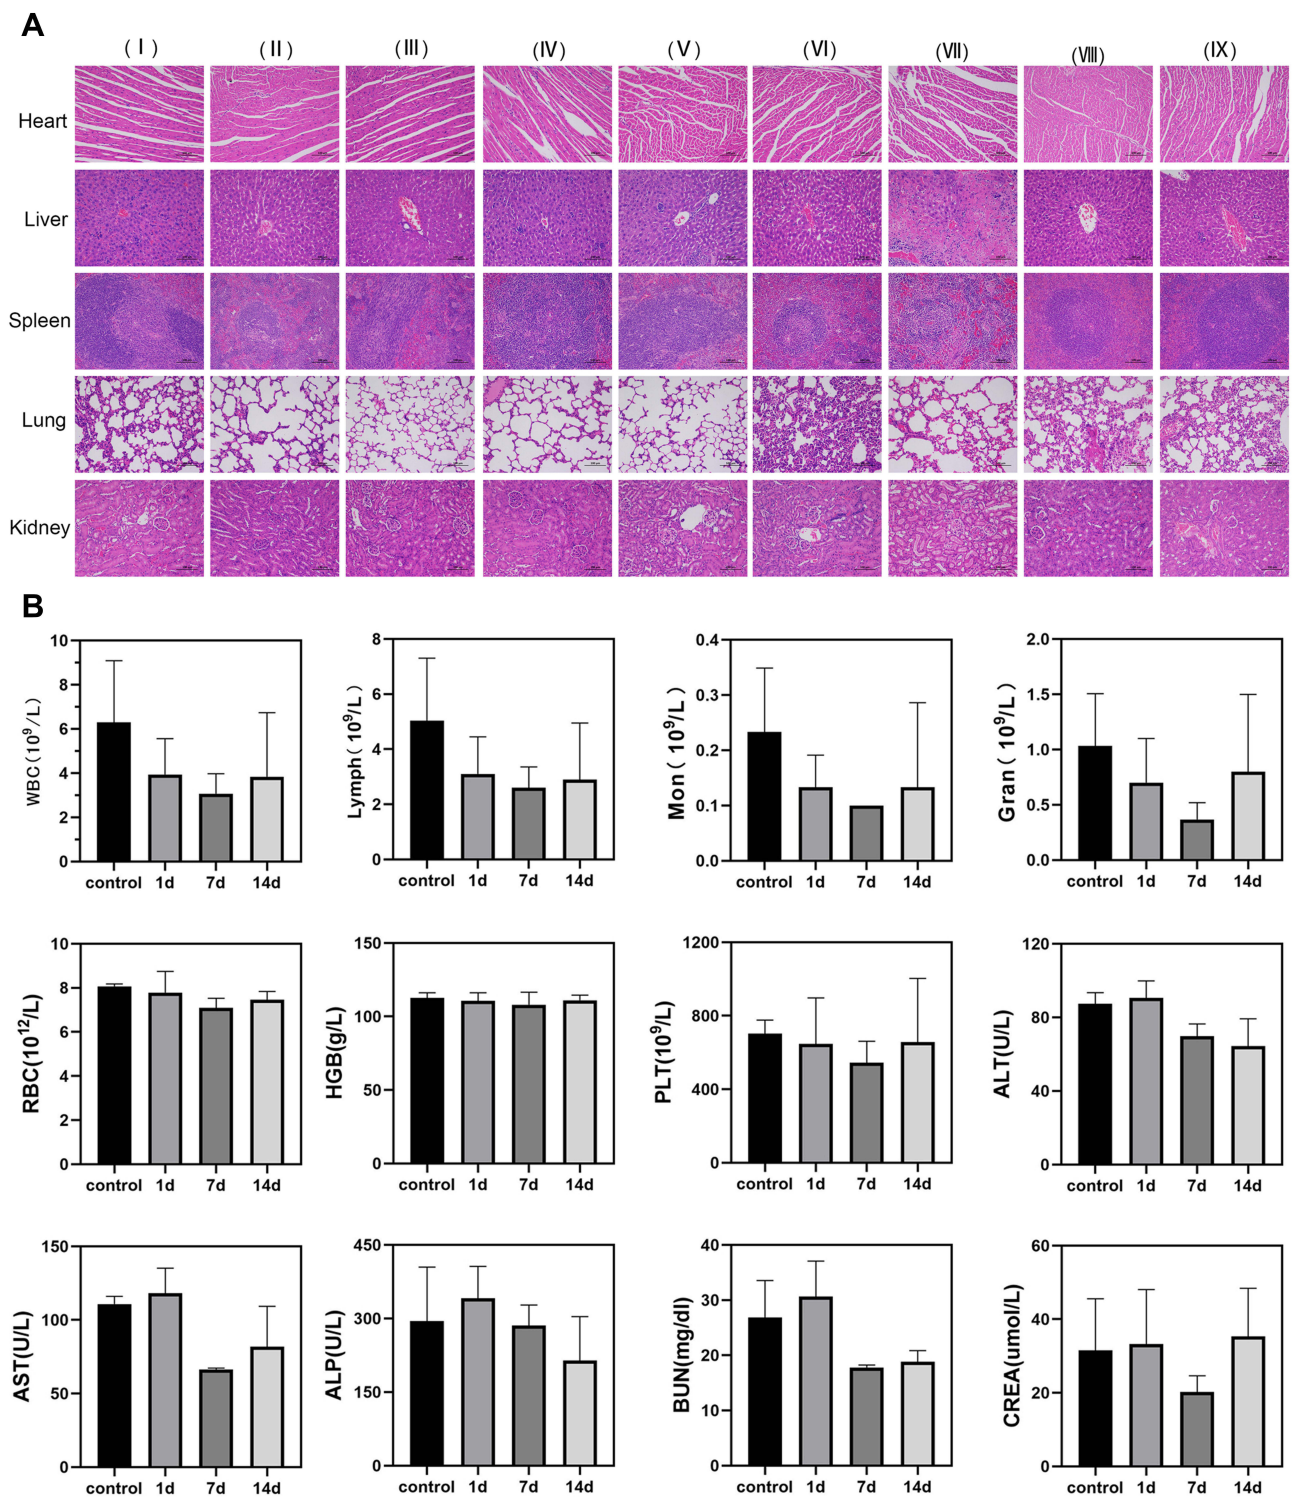 A
(Ⅰ) (Ⅱ) (Ⅲ) (Ⅳ) (Ⅴ) (Ⅵ) (Ⅶ) (Ⅷ) (Ⅸ)
Heart
Liver
Spleen
Lung
Kidney
B
WBC(10⁹/L)
10
8
6
4
2
0
control 1d 7d 14d
Lymph(10⁹/L)
8
6
4
2
0
control 1d 7d 14d
Mon(10⁹/L)
0.4
0.3
0.2
0.1
0.0
control 1d 7d 14d
Gran(10⁹/L)
2.0
1.5
1.0
0.5
0.0
control 1d 7d 14d
RBC(10¹²/L)
10
8
6
4
2
0
control 1d 7d 14d
HGB(g/L)
150
100
50
0
control 1d 7d 14d
PLT(10⁹/L)
1200
800
400
0
control 1d 7d 14d
ALT(U/L)
120
80
40
0
control 1d 7d 14d
AST(U/L)
150
100
50
0
control 1d 7d 14d
ALP(U/L)
450
300
150
0
control 1d 7d 14d
BUN(mg/dl)
40
30
20
10
0
control 1d 7d 14d
CREA(umol/L)
60
40
20
0
control 1d 7d 14d